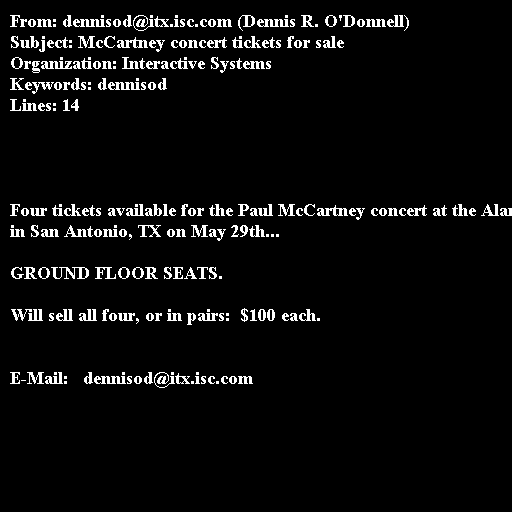 From: dennisod@itx.isc.com (Dennis R. O'Donnell)
Subject: McCartney concert tickets for sale
Organization: Interactive Systems
Keywords: dennisod
Lines: 14
Four tickets available for the Paul McCartney concert at the
in San Antonio, TX on May 29th...
GROUND FLOOR SEATS.
Will sell all four, or in pairs:  $100 each.
E-Mail:   dennisod@itx.isc.com